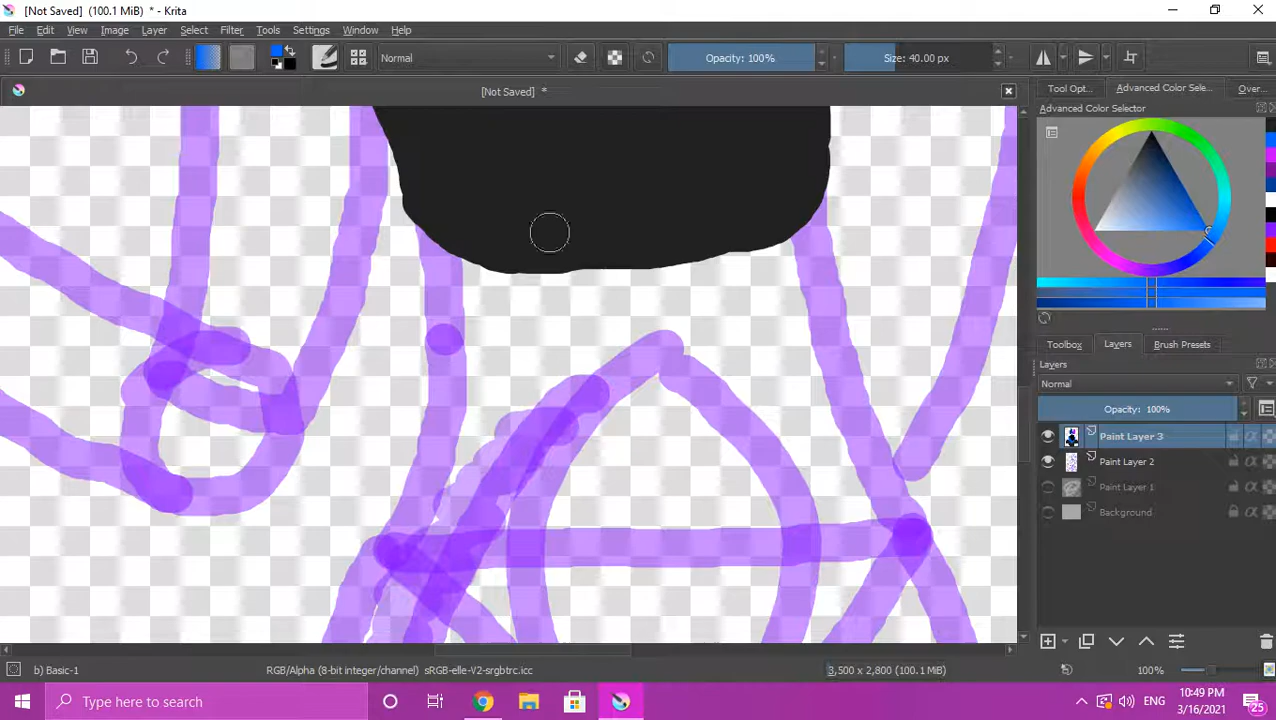 [Not Saved] (100.1 MiB) * - Krita
File Edit View Image Layer Select Filter Tools Settings Window Help
Normal Opacity: 100% Size: 40.00 px
[Not Saved] *
Tool Opt... Advanced Color Sele... Over...
Advanced Color Selector
Toolbox Layers Brush Presets
Layers
Normal
Opacity: 100%
Paint Layer 3
Paint Layer 2
Paint Layer 1
Background
b) Basic-1 RGB/Alpha (8-bit integer/channel) sRGB-elle-V2-srgbtrc.icc 3,500 x 2,800 (100.1 MiB) 100%
Type here to search ENG 10:49 PM
3/16/2021 25